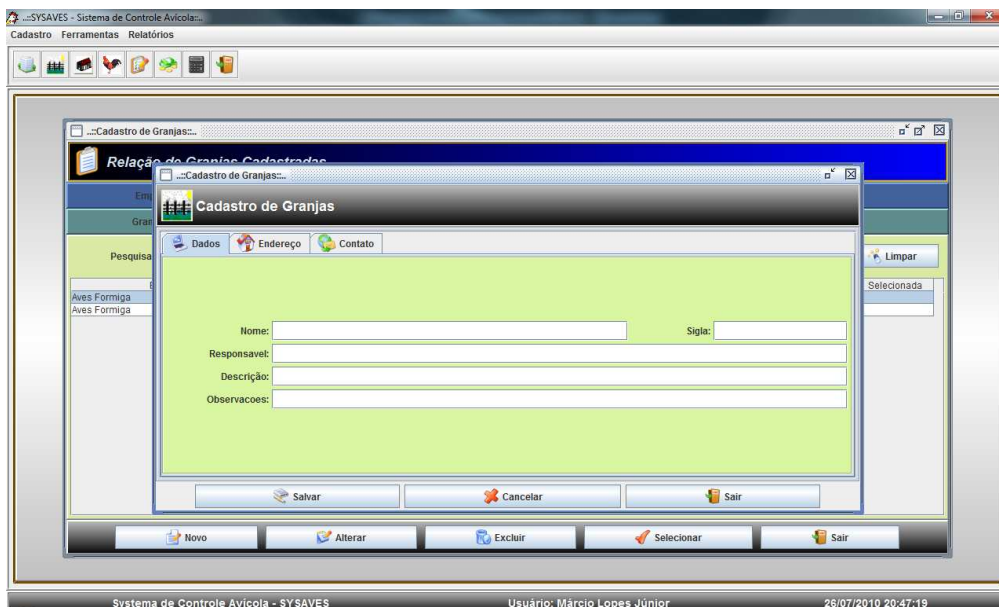 ..::SYSAVES - Sistema de Controle Avícola::..
Cadastro Ferramentas Relatórios
..::Cadastro de Granjas::..
Relação de Granjas Cadastradas
..::Cadastro de Granjas::..
Cadastro de Granjas
Dados Endereço Contato
Pesquisa Limpar
Selecionada
Aves Formiga
Aves Formiga
Nome: Sigla:
Responsavel:
Descrição:
Observacoes:
Salvar Cancelar Sair
Novo Alterar Excluir Selecionar Sair
Systema de Controle Avicola - SYSAVES Usuário: Márcio Lopes Júnior 26/07/2010 20:47:19